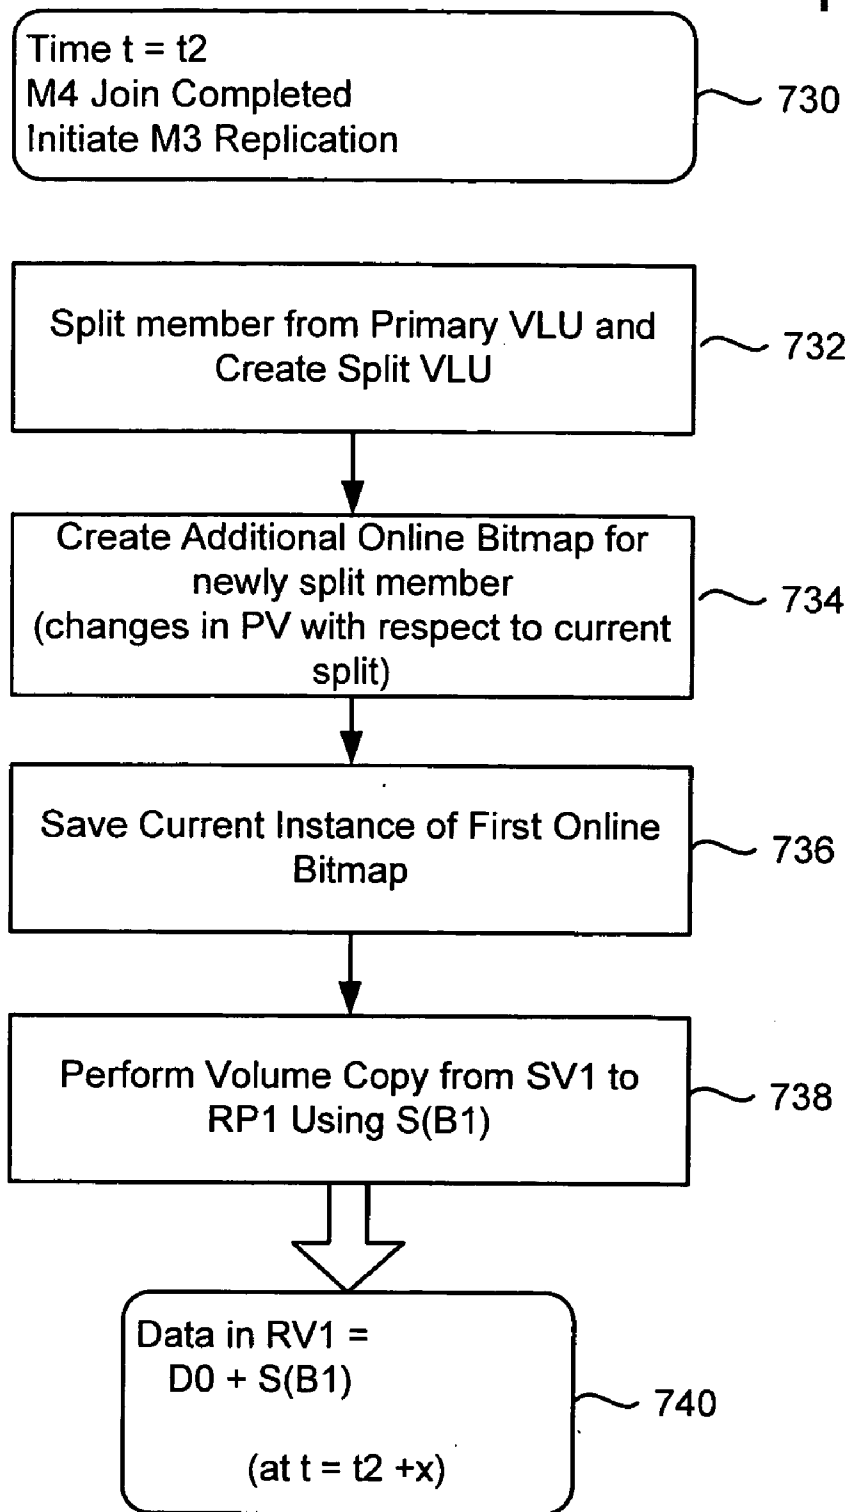 Time t = t2
M4 Join Completed
Initiate M3 Replication
730
Split member from Primary VLU and
Create Split VLU
732
Create Additional Online Bitmap for
newly split member
(changes in PV with respect to current
split)
734
Save Current Instance of First Online
Bitmap
736
Perform Volume Copy from SV1 to
RP1 Using S(B1)
738
Data in RV1 =
D0 + S(B1)
(at t = t2 +x)
740